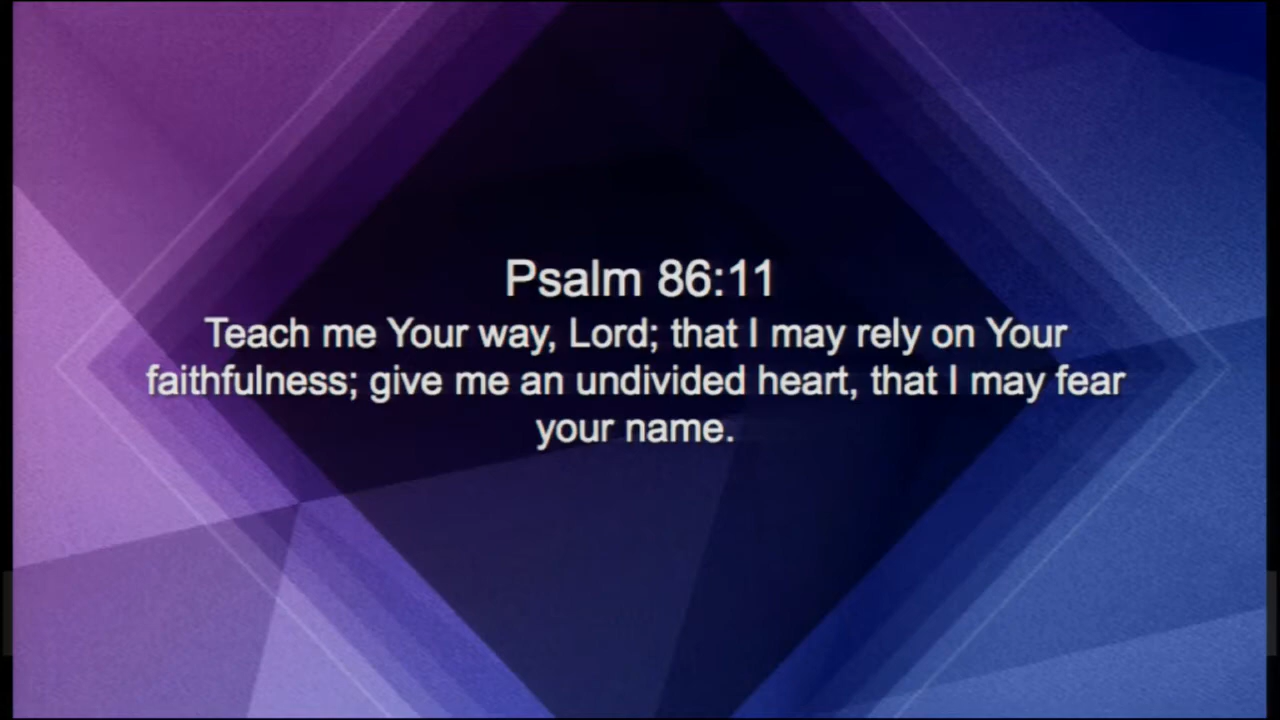 Psalm 86:11
Teach me Your way, Lord; that I may rely on Your
faithfulness; give me an undivided heart, that I may fear
your name.